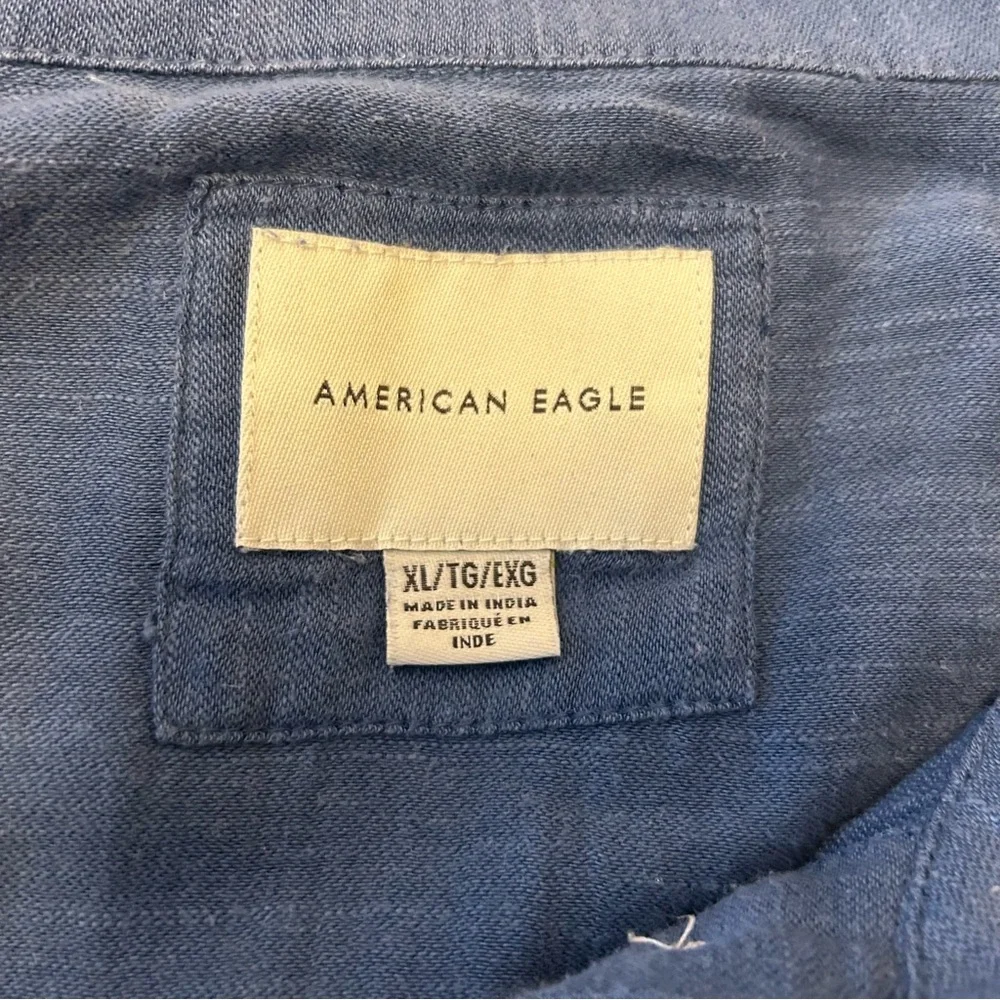 AMERICAN EAGLE
XL/TG/EXG
MADE IN INDIA
FABRIQUÉ EN
INDE